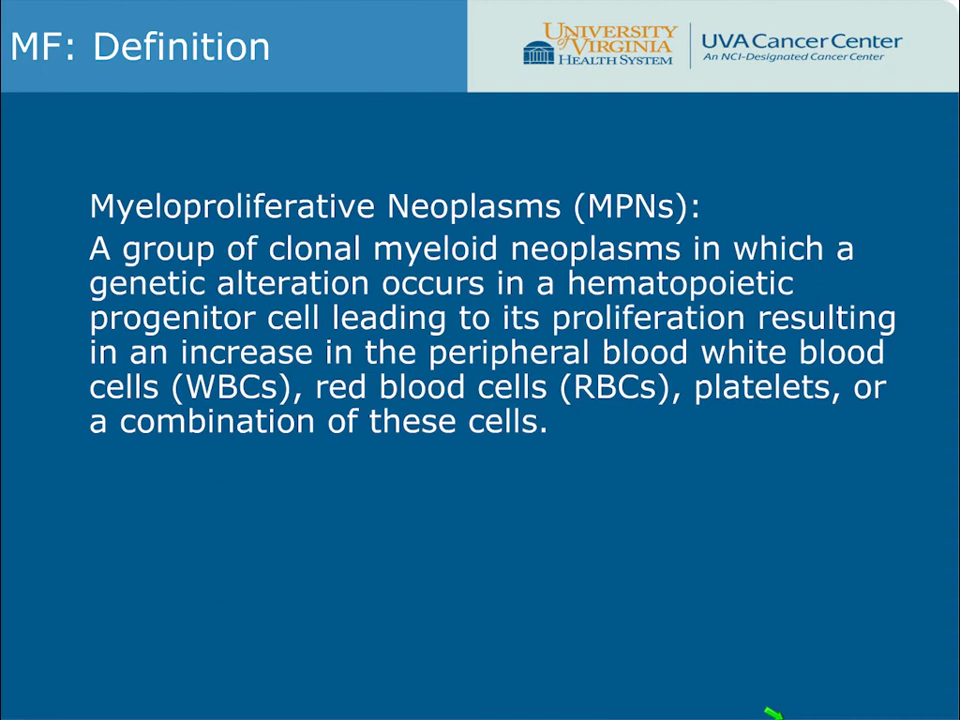 MF: Definition
UNIVERSITY
of VIRGINIA
HEALTH SYSTEM
UVA Cancer Center
An NCI-Designated Cancer Center
Myeloproliferative Neoplasms (MPNs):
A group of clonal myeloid neoplasms in which a
genetic alteration occurs in a hematopoietic
progenitor cell leading to its proliferation resulting
in an increase in the peripheral blood white blood
cells (WBCs), red blood cells (RBCs), platelets, or
a combination of these cells.